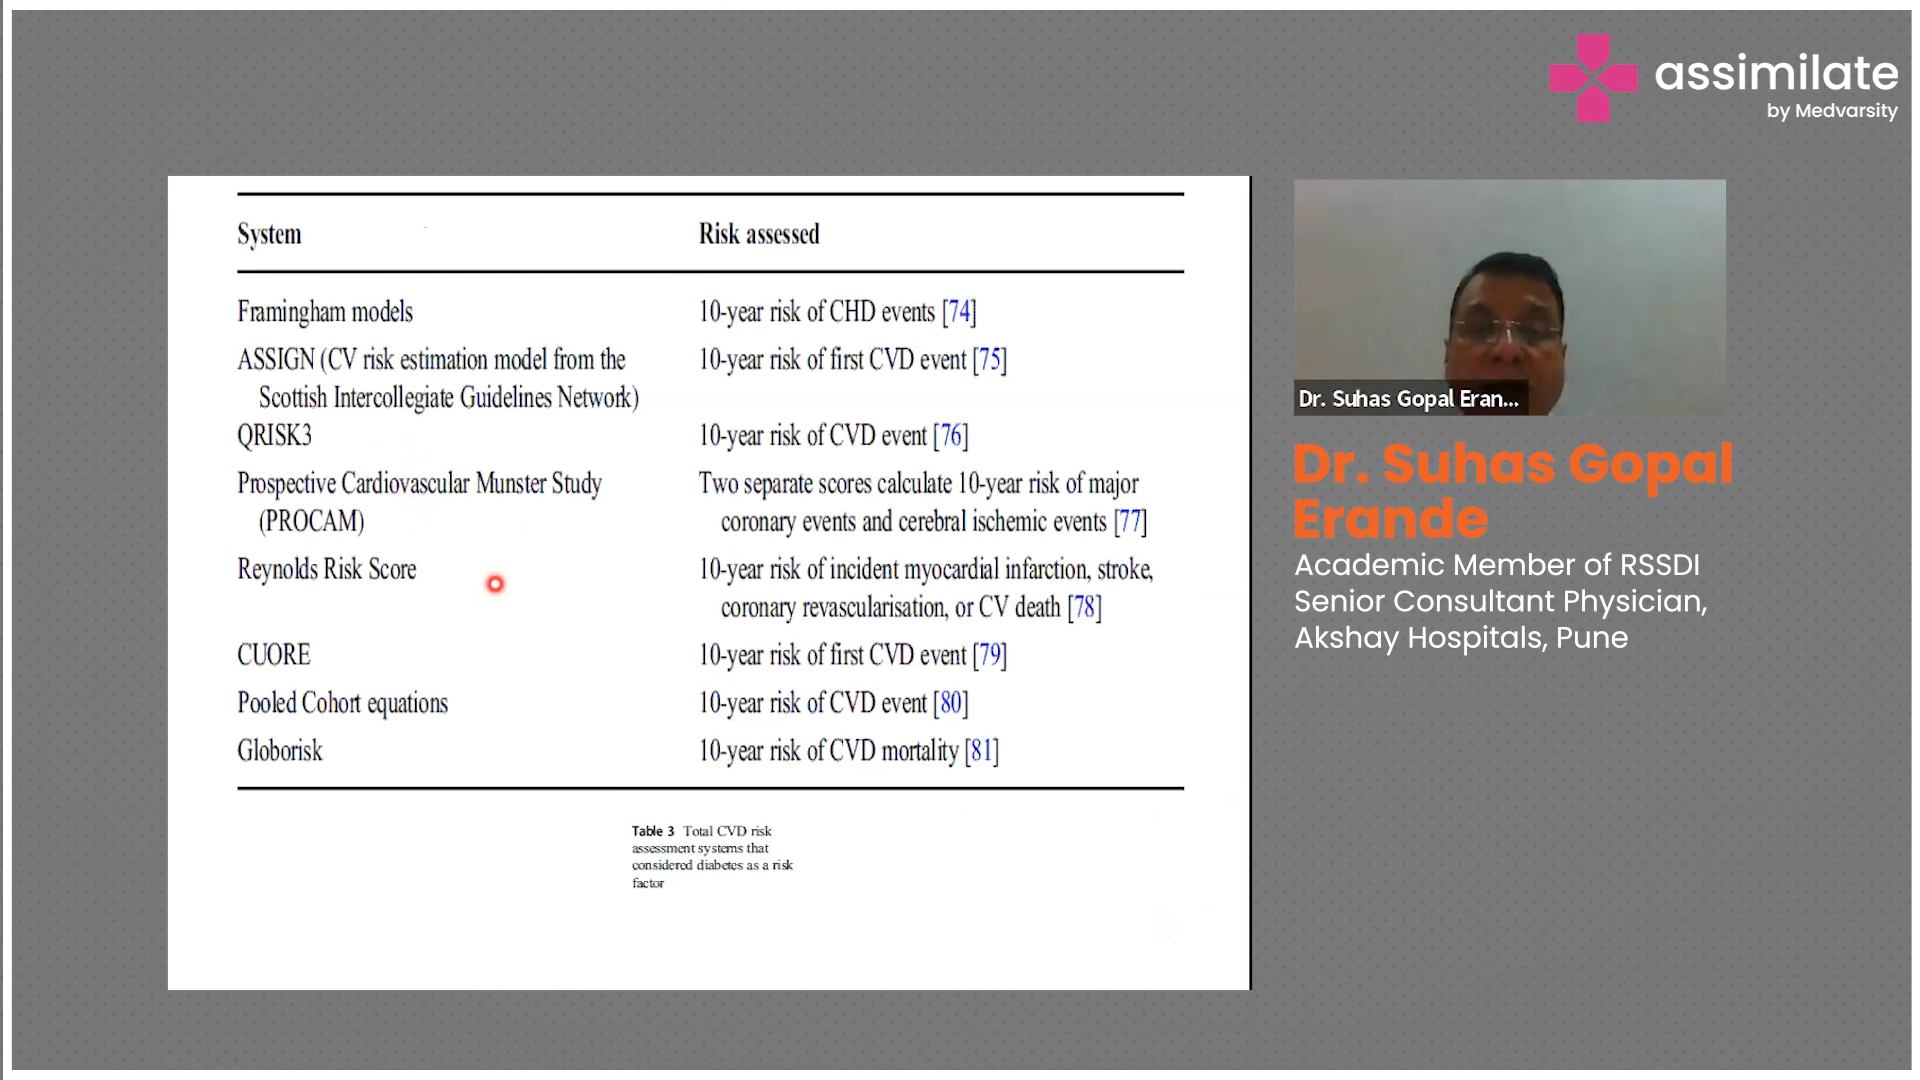 assimilate
by Medvarsity
System Risk assessed
Framingham models 10-year risk of CHD events [74]
ASSIGN (CV risk estimation model from the 10-year risk of first CVD event [75]
Scottish Intercollegiate Guidelines Network)
QRISK3 10-year risk of CVD event [76]
Prospective Cardiovascular Munster Study Two separate scores calculate 10-year risk of major
(PROCAM) coronary events and cerebral ischemic events [77]
Reynolds Risk Score 10-year risk of incident myocardial infarction, stroke,
coronary revascularisation, or CV death [78]
CUORE 10-year risk of first CVD event [79]
Pooled Cohort equations 10-year risk of CVD event [80]
Globorisk 10-year risk of CVD mortality [81]
Table 3 Total CVD risk
assessment systems that
considered diabetes as a risk
factor
Dr. Suhas Gopal Eran...
Dr. Suhas Gopal
Erande
Academic Member of RSSDI
Senior Consultant Physician,
Akshay Hospitals, Pune